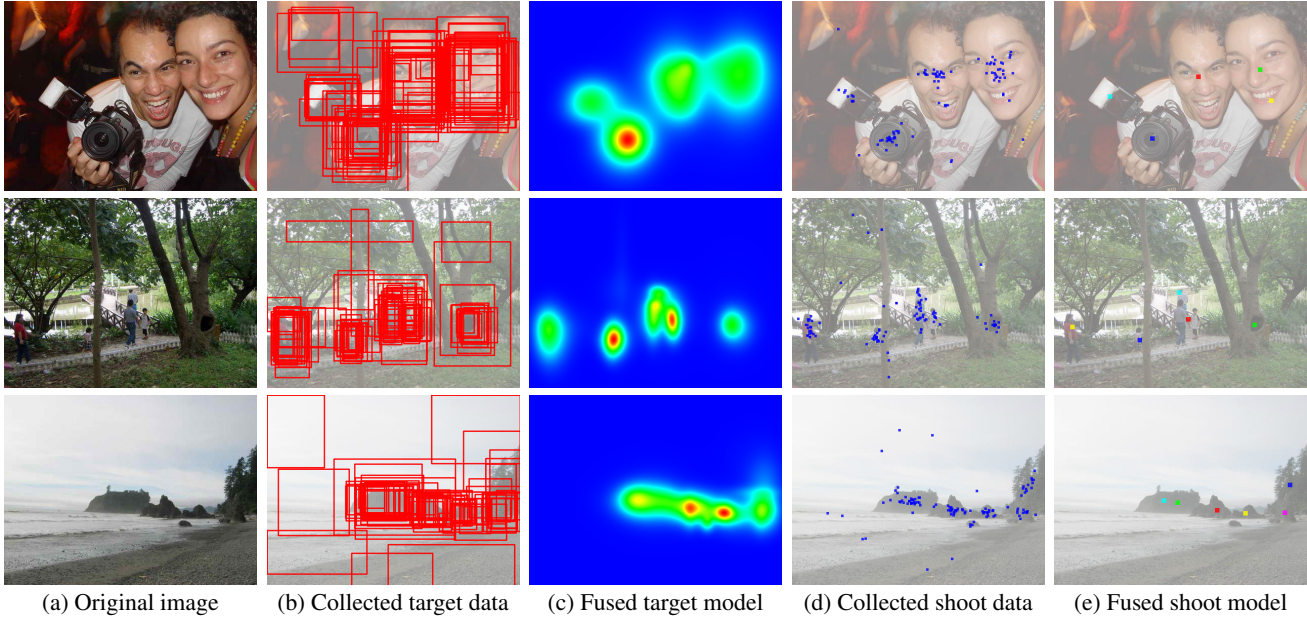 (a) Original image
(b) Collected target data
(c) Fused target model
(d) Collected shoot data
(e) Fused shoot model